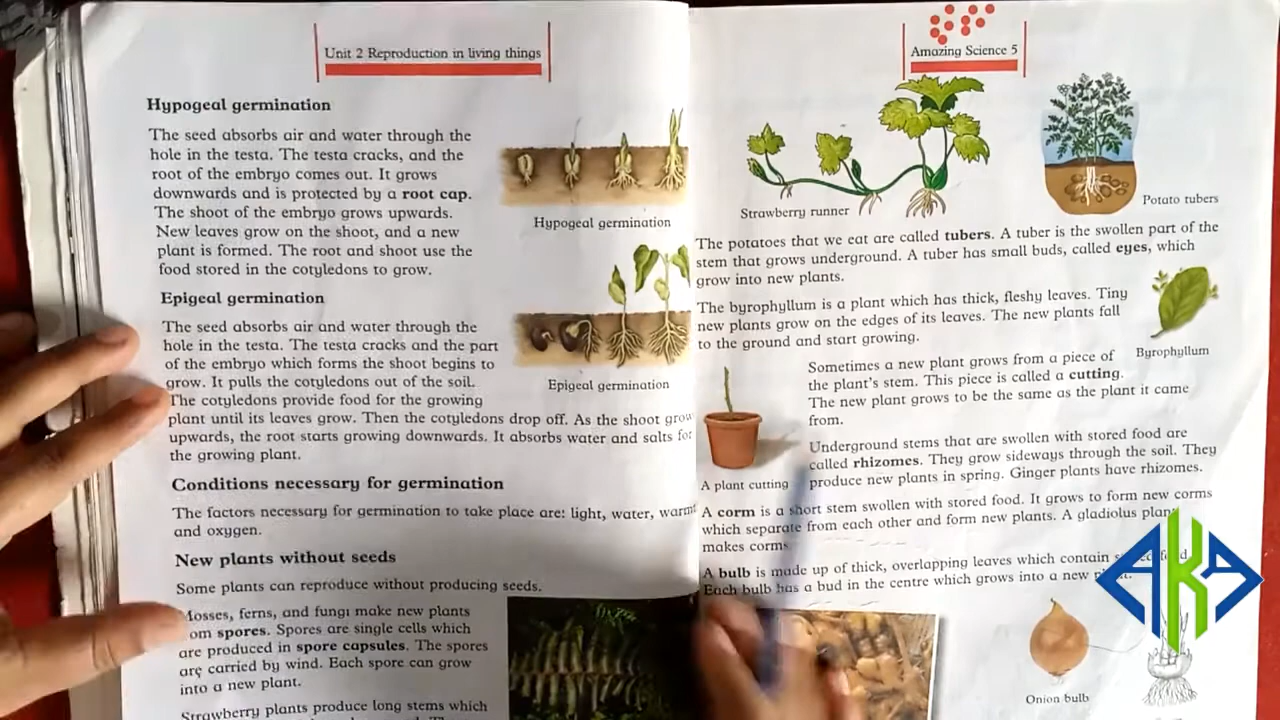 Unit 2 Reproduction in living things
Hypogeal germination
The seed absorbs air and water through the
hole in the testa. The testa cracks, and the
root of the embryo comes out. It grows
downwards and is protected by a root cap.
The shoot of the embryo grows upwards.
New leaves grow on the shoot, and a new
plant is formed. The root and shoot use the
food stored in the cotyledons to grow.
Hypogeal germination
Epigeal germination
The seed absorbs air and water through the
hole in the testa. The testa cracks and the part
of the embryo which forms the shoot begins to
grow. It pulls the cotyledons out of the soil.
The cotyledons provide food for the growing
plant until its leaves grow. Then the cotyledons drop off. As the shoot grow
upwards, the root starts growing downwards. It absorbs water and salts for
the growing plant.
Epigeal germination
Conditions necessary for germination
The factors necessary for germination to take place are: light, water, warmt
and oxygen.
New plants without seeds
Some plants can reproduce without producing seeds.
Mosses, ferns, and fungi make new plants
om spores. Spores are single cells which
are produced in spore capsules. The spores
are carried by wind. Each spore can grow
into a new plant.
Strawberry plants produce long stems which
Amazing Science 5
Strawberry runner
Potato tubers
The potatoes that we eat are called tubers. A tuber is the swollen part of the
stem that grows underground. A tuber has small buds, called eyes, which
grow into new plants.
The byrophyllum is a plant which has thick, fleshy leaves. Tiny
new plants grow on the edges of its leaves. The new plants fall
to the ground and start growing.
Byrophyllum
Sometimes a new plant grows from a piece of
the plant's stem. This piece is called a cutting.
The new plant grows to be the same as the plant it came
from.
A plant cutting
Underground stems that are swollen with stored food are
called rhizomes. They grow sideways through the soil. They
produce new plants in spring. Ginger plants have rhizomes.
A corm is a short stem swollen with stored food. It grows to form new corms
which separate from each other and form new plants. A gladiolus plant
makes corms
A bulb is made up of thick, overlapping leaves which contain
Each bulb has a bud in the centre which grows into a new
Onion bulb
AKA